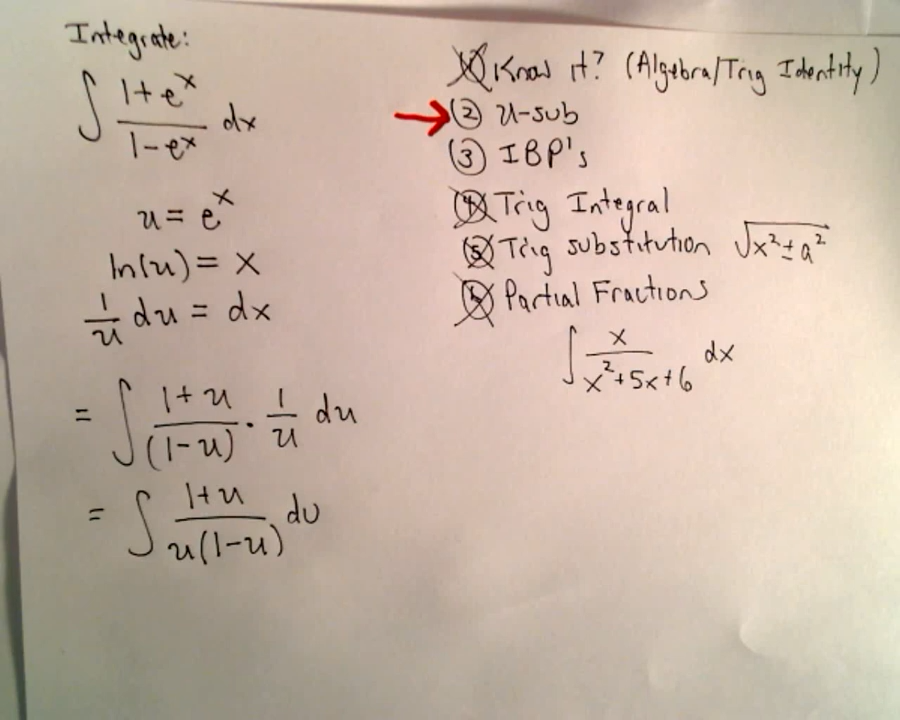 Integrate:
∫ (1+e^x)/(1-e^x) dx
u = e^x
ln(u) = x
1/u du = dx
= ∫ (1+u)/(1-u) · 1/u du
= ∫ (1+u)/(u(1-u)) du
(1) Know it? (Algebra/Trig Identity)
→ (2) u-sub
(3) IBP's
(4) Trig Integral
(5) Trig substitution √(x²±a²)
(6) Partial Fractions
∫ x/(x²+5x+6) dx